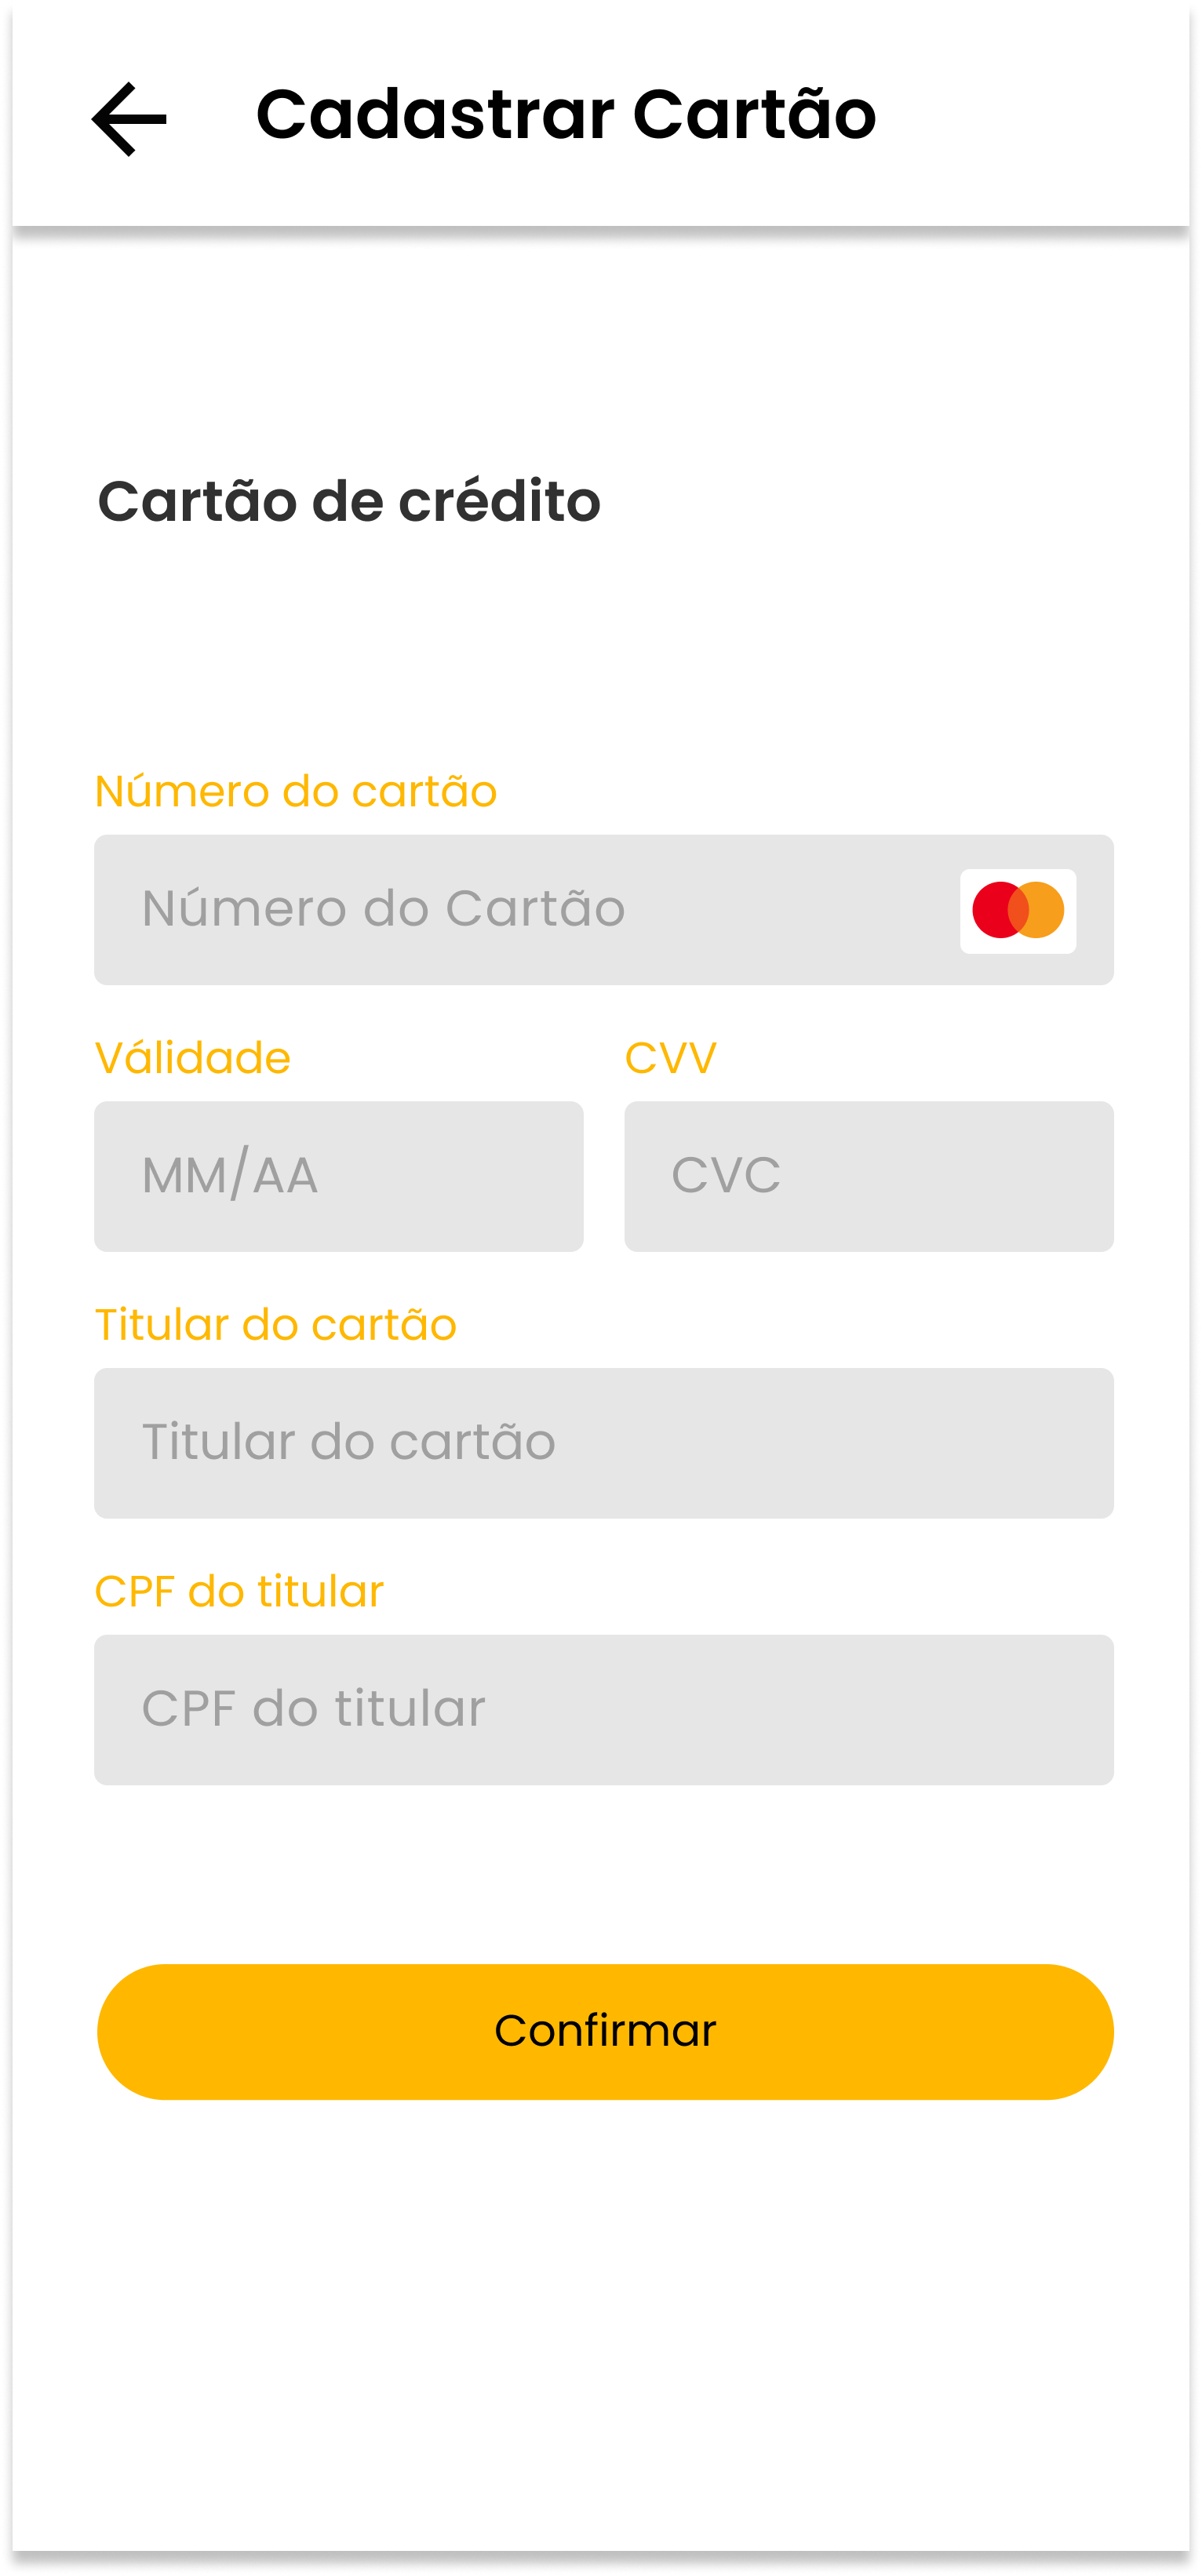 Cadastrar Cartão
Cartão de crédito
Número do cartão
Número do Cartão
Válidade
CVV
MM/AA
CVC
Titular do cartão
Titular do cartão
CPF do titular
CPF do titular
Confirmar